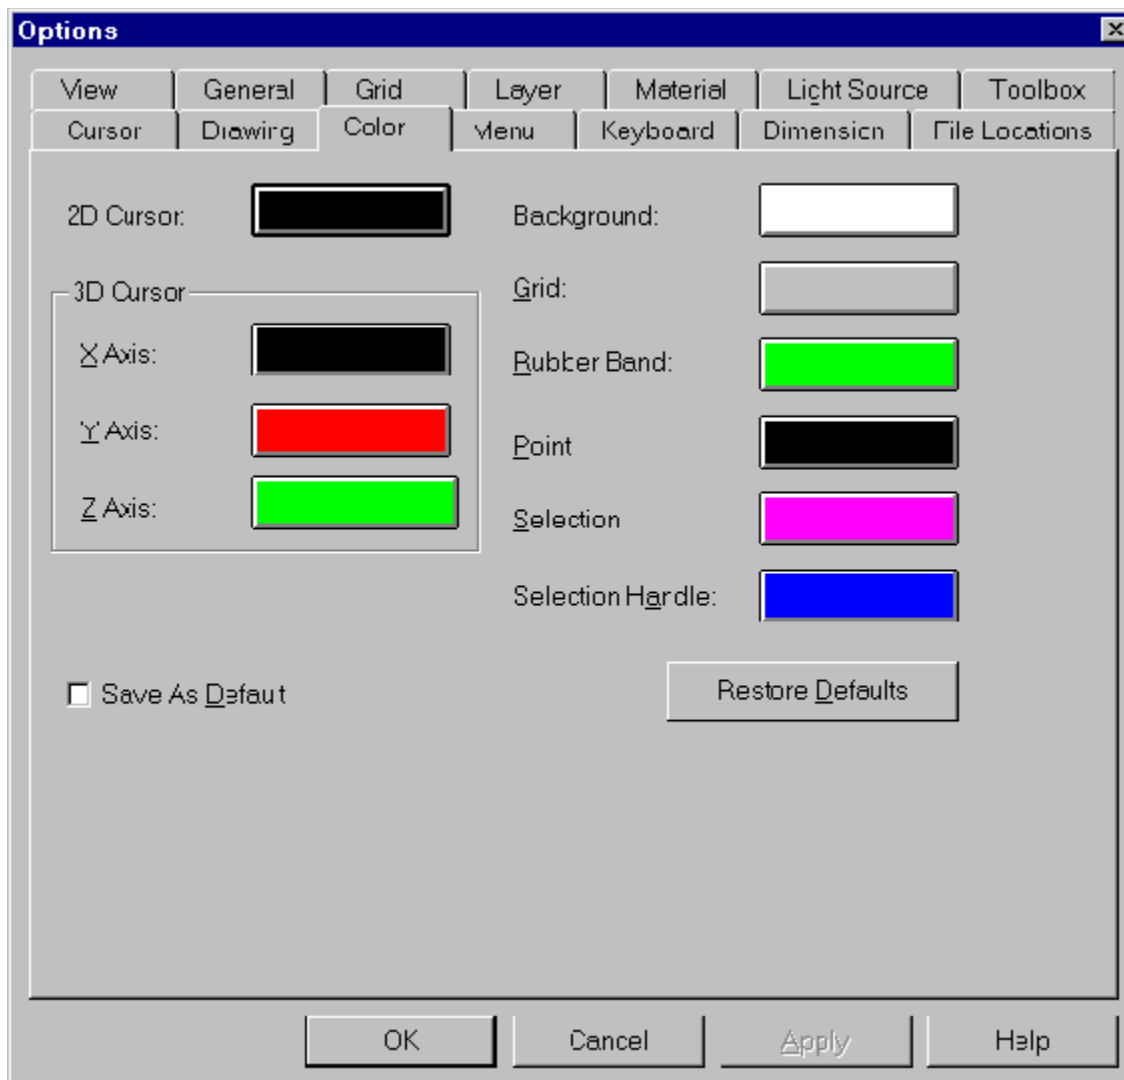 Options
View General Grid Layer Material Light Source Toolbox
Cursor Drawing Color Menu Keyboard Dimension File Locations
2D Cursor:
Background:
3D Cursor
Grid:
X Axis:
Rubber Band:
Y Axis:
Point
Z Axis:
Selection
Selection Handle:
Save As Default
Restore Defaults
OK Cancel Apply Help